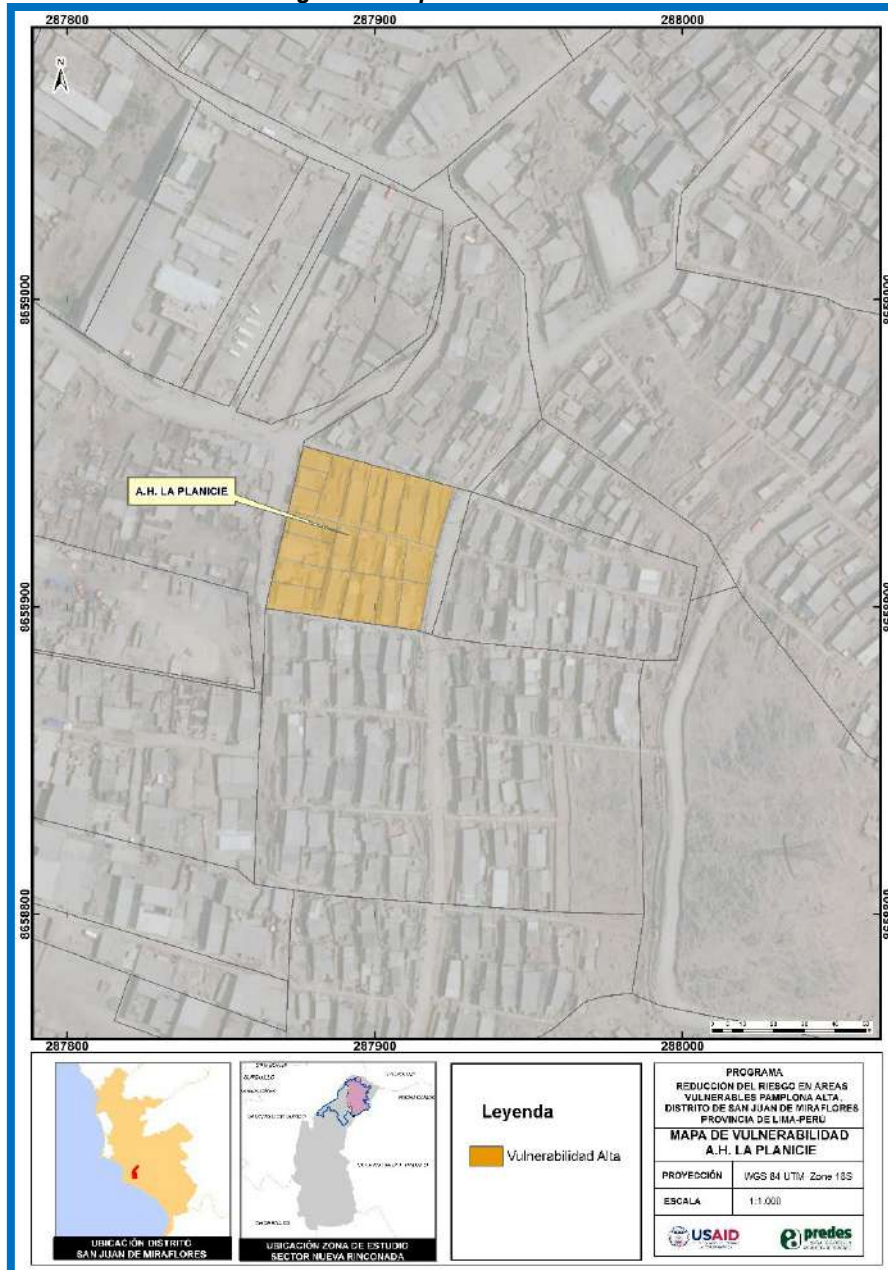 287800 287900 288000
N
8659000 8659000
A.H. LA PLANICIE
8658900 8658900
8658800 8658800
287800 287900 288000
Leyenda
Vulnerabilidad Alta
UBICACIÓN DISTRITO
SAN JUAN DE MIRAFLORES
UBICACIÓN ZONA DE ESTUDIO
SECTOR NUEVA RINCONADA
PROGRAMA
REDUCCIÓN DEL RIESGO EN AREAS
VULNERABLES PAMPLONA ALTA,
DISTRITO DE SAN JUAN DE MIRAFLORES
PROVINCIA DE LIMA-PERÚ
MAPA DE VULNERABILIDAD
A.H. LA PLANICIE
PROYECCIÓN WGS 84 UTM Zone 18S
ESCALA 1:1.000
USAID predes